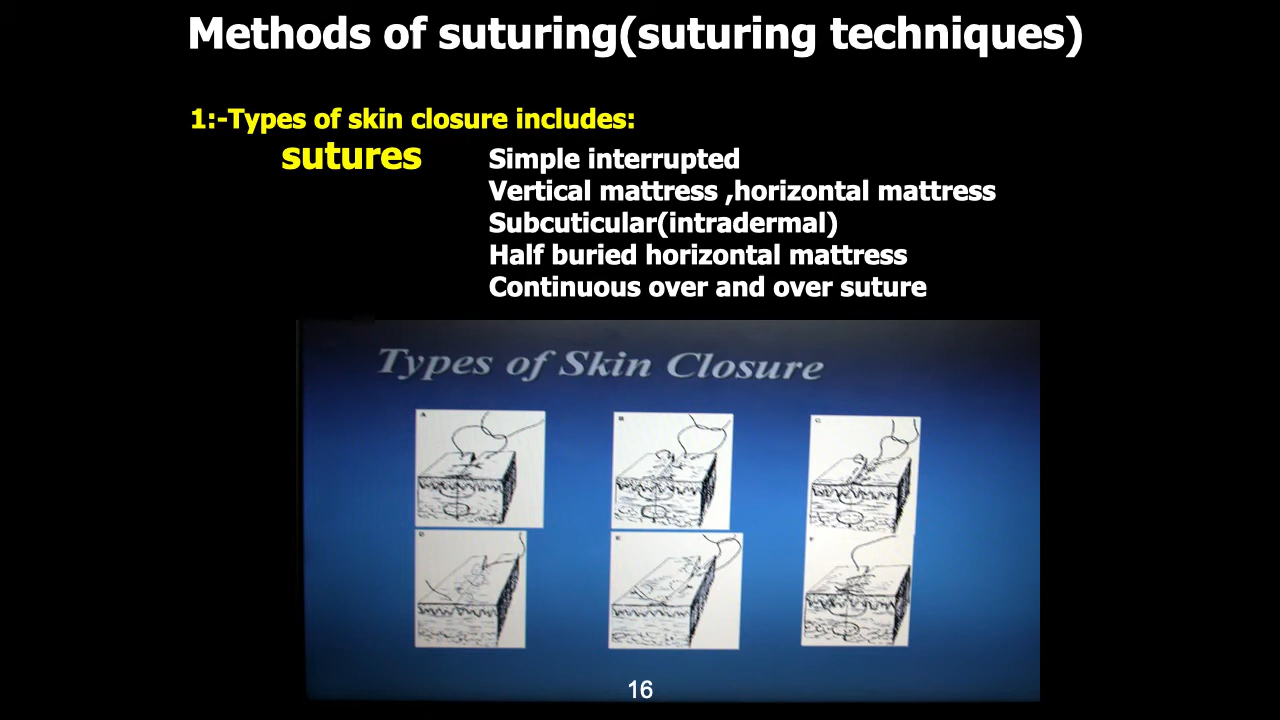 Methods of suturing(suturing techniques)
1:-Types of skin closure includes:
sutures Simple interrupted
Vertical mattress ,horizontal mattress
Subcuticular(intradermal)
Half buried horizontal mattress
Continuous over and over suture
Types of Skin Closure
A B C
D E F
16